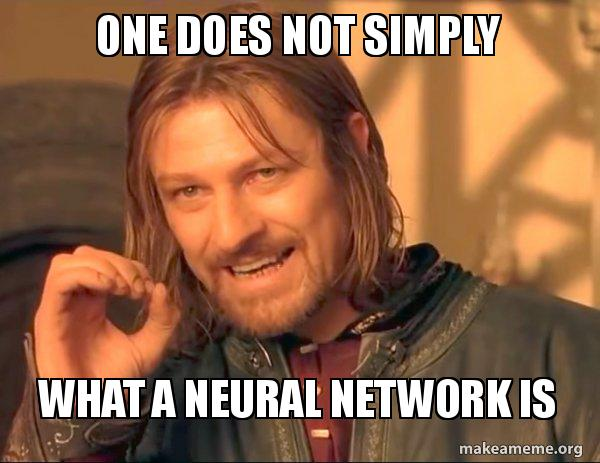 ONE DOES NOT SIMPLY
WHAT A NEURAL NETWORK IS
makeameme.org